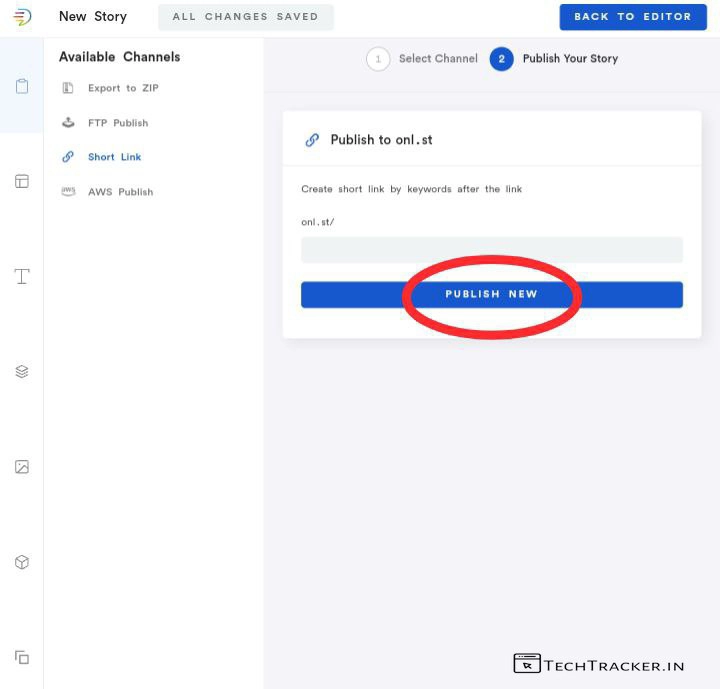 New Story
ALL CHANGES SAVED
BACK TO EDITOR
Available Channels
Export to ZIP
FTP Publish
Short Link
aws AWS Publish
1 Select Channel 2 Publish Your Story
Publish to onl.st
Create short link by keywords after the link
onl.st/
PUBLISH NEW
TECHTRACKER.IN